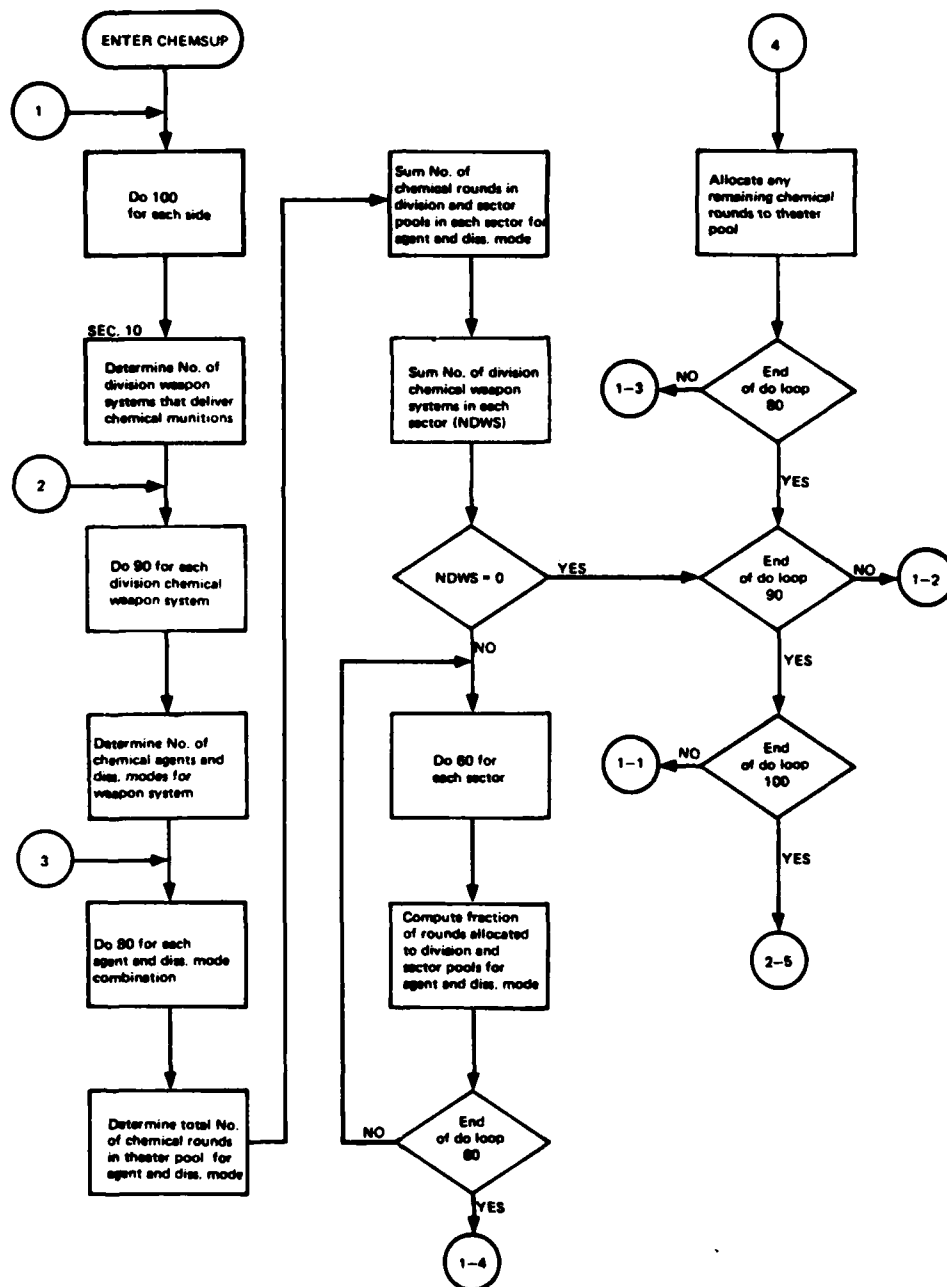 ENTER CHEMSUP
1
Do 100
for each side
SEC. 10
Determine No. of
division weapon
systems that deliver
chemical munitions
2
Do 90 for each
division chemical
weapon system
Determine No. of
chemical agents and
diss. modes for
weapon system
3
Do 80 for each
agent and diss. mode
combination
Determine total No.
of chemical rounds
in theater pool for
agent and diss. mode
Sum No. of
chemical rounds in
division and sector
pools in each sector for
agent and diss. mode
Sum No. of division
chemical weapon
systems in each
sector (NDWS)
NDWS = 0
YES
NO
Do 60 for
each sector
Compute fraction
of rounds allocated
to division and
sector pools for
agent and diss. mode
End
of do loop
60
NO
YES
1-4
4
Allocate any
remaining chemical
rounds to theater
pool
End
of do loop
80
NO
1-3
YES
End
of do loop
90
NO
1-2
YES
End
of do loop
100
NO
1-1
YES
2-5